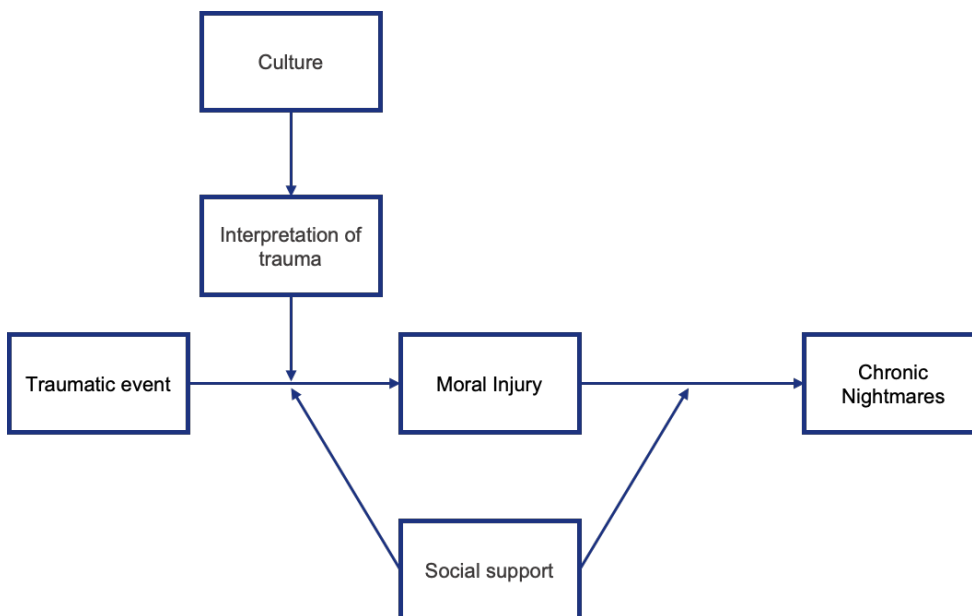 Culture
Interpretation of
trauma
Traumatic event
Moral Injury
Chronic
Nightmares
Social support